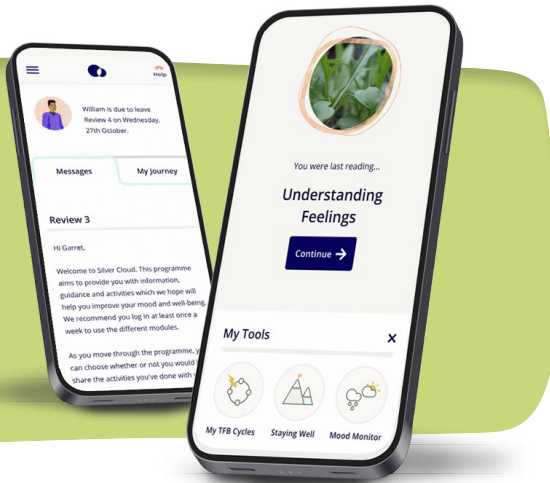 Help
William is due to leave
Review 4 on Wednesday,
27th October.
Messages
My Journey
Review 3
Hi Garret,
Welcome to Silver Cloud. This programme
aims to provide you with information,
guidance and activities which we hope will
help you improve your mood and well-being.
We recommend you log in at least once a
week to use the different modules.
As you move through the programme, y
can choose whether or not you would
share the activities you've done with
You were last reading...
Understanding
Feelings
Continue
My Tools
My TFB Cycles
Staying Well
Mood Monitor